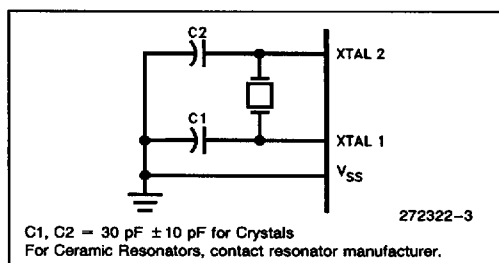 C2
XTAL 2
C1
XTAL 1
VSS
272322–3
C1, C2 = 30 pF ±10 pF for Crystals
For Ceramic Resonators, contact resonator manufacturer.